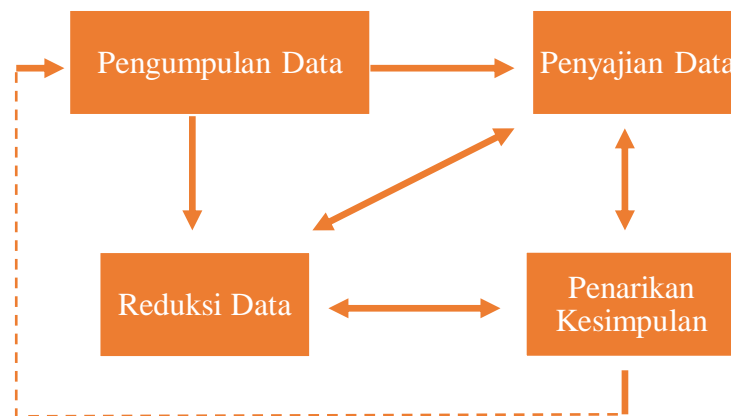 Pengumpulan Data
Penyajian Data
Reduksi Data
Penarikan
Kesimpulan